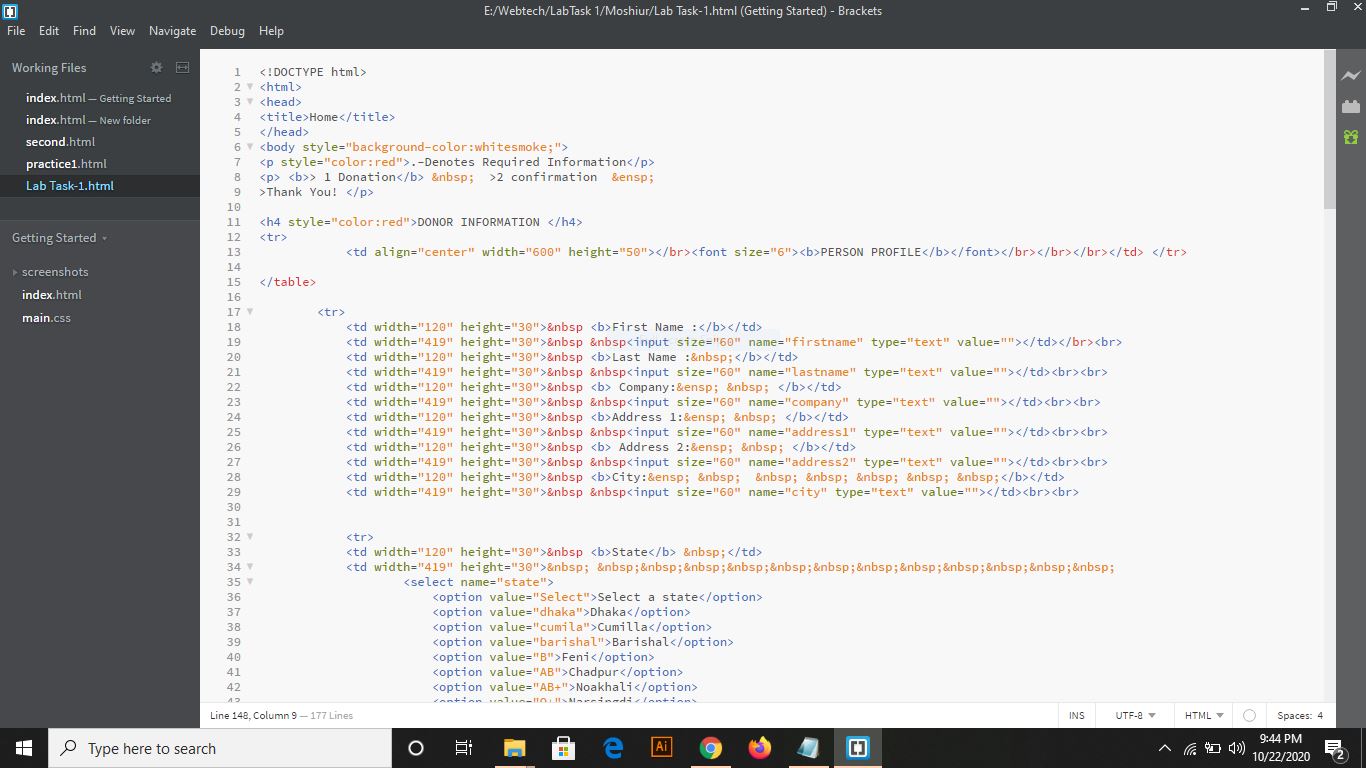 E:/Webtech/LabTask 1/Moshiur/Lab Task-1.html (Getting Started) - Brackets
File Edit Find View Navigate Debug Help
Working Files
index.html — Getting Started
index.html — New folder
second.html
practice1.html
Lab Task-1.html
Getting Started
screenshots
index.html
main.css
1 <!DOCTYPE html>
2 <html>
3 <head>
4 <title>Home</title>
5 </head>
6 <body style="background-color:whitesmoke;">
7 <p style="color:red">.-Denotes Required Information</p>
8 <p> <b>> 1 Donation</b> &nbsp;  >2 confirmation  &ensp;
9 >Thank You! </p>
10
11 <h4 style="color:red">DONOR INFORMATION </h4>
12 <tr>
13 <td align="center" width="600" height="50"></br><font size="6"><b>PERSON PROFILE</b></font></br></br></br></td> </tr>
14
15 </table>
16
17 <tr>
18 <td width="120" height="30">&nbsp <b>First Name :</b></td>
19 <td width="419" height="30">&nbsp &nbsp<input size="60" name="firstname" type="text" value=""></td></br><br>
20 <td width="120" height="30">&nbsp <b>Last Name :&nbsp;</b></td>
21 <td width="419" height="30">&nbsp &nbsp<input size="60" name="lastname" type="text" value=""></td><br><br>
22 <td width="120" height="30">&nbsp <b> Company:&ensp; &nbsp; </b></td>
23 <td width="419" height="30">&nbsp &nbsp<input size="60" name="company" type="text" value=""></td><br><br>
24 <td width="120" height="30">&nbsp <b>Address 1:&ensp; &nbsp; </b></td>
25 <td width="419" height="30">&nbsp &nbsp<input size="60" name="address1" type="text" value=""></td><br><br>
26 <td width="120" height="30">&nbsp <b> Address 2:&ensp; &nbsp; </b></td>
27 <td width="419" height="30">&nbsp &nbsp<input size="60" name="address2" type="text" value=""></td><br><br>
28 <td width="120" height="30">&nbsp <b>City:&ensp; &nbsp;  &nbsp; &nbsp; &nbsp; &nbsp; &nbsp;</b></td>
29 <td width="419" height="30">&nbsp &nbsp<input size="60" name="city" type="text" value=""></td><br><br>
30
31
32 <tr>
33 <td width="120" height="30">&nbsp <b>State</b> &nbsp;</td>
34 <td width="419" height="30">&nbsp; &nbsp;&nbsp;&nbsp;&nbsp;&nbsp;&nbsp;&nbsp;&nbsp;&nbsp;&nbsp;&nbsp;&nbsp;
35 <select name="state">
36 <option value="Select">Select a state</option>
37 <option value="dhaka">Dhaka</option>
38 <option value="cumila">Cumilla</option>
39 <option value="barishal">Barishal</option>
40 <option value="B">Feni</option>
41 <option value="AB">Chadpur</option>
42 <option value="AB+">Noakhali</option>
43 <option value="O+">Narsingdi</option>
Line 148, Column 9 — 177 Lines
INS UTF-8 HTML Spaces: 4
Type here to search
Ai
9:44 PM
10/22/2020
2